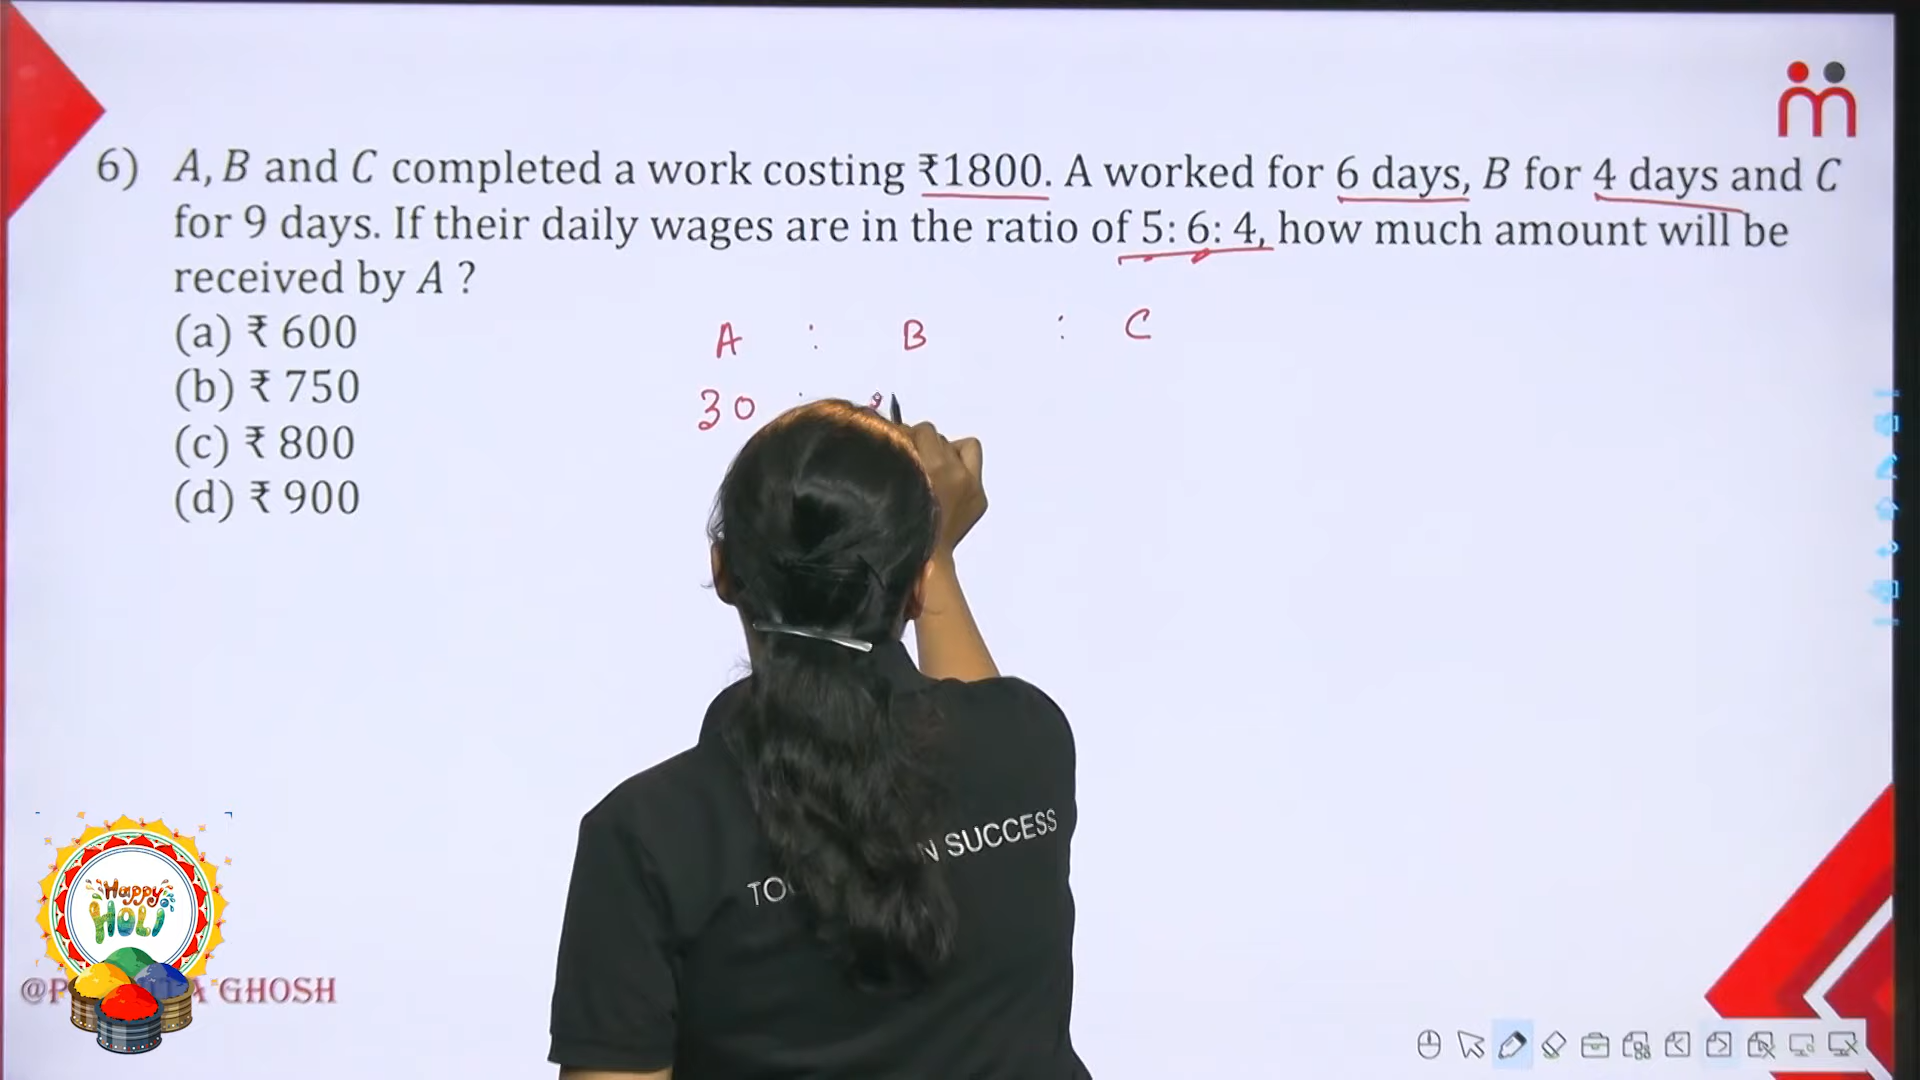 6) A, B and C completed a work costing ₹1800. A worked for 6 days, B for 4 days and C
for 9 days. If their daily wages are in the ratio of 5: 6: 4, how much amount will be
received by A ?
(a) ₹ 600
(b) ₹ 750
(c) ₹ 800
(d) ₹ 900
A : B : C
30 :
N SUCCESS
Happy
HOLI
GHOSH